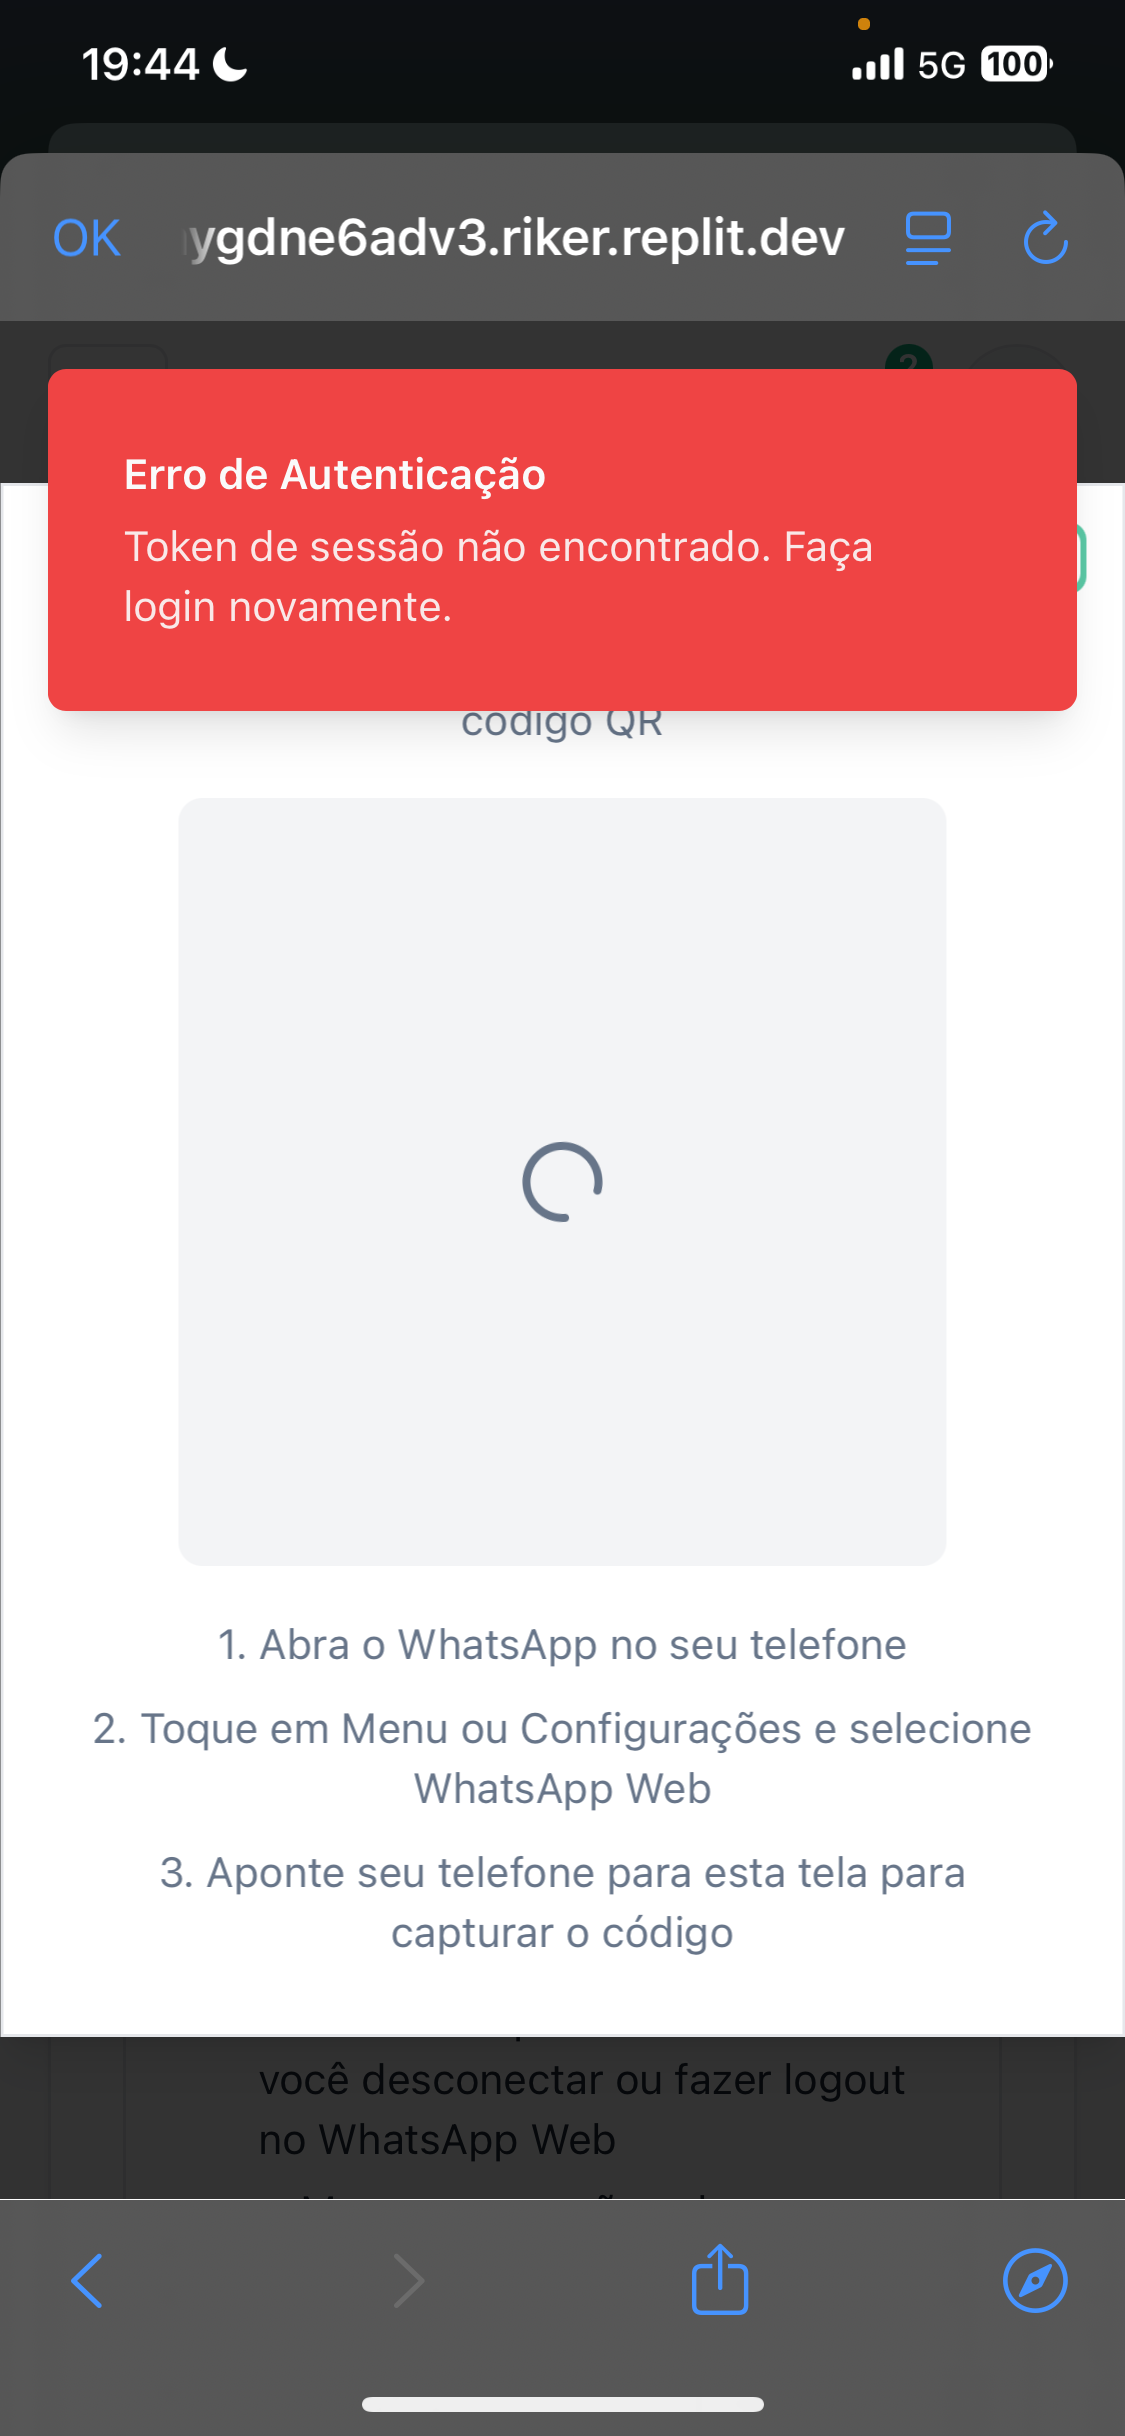 19:44
5G
100
OK
ygdne6adv3.riker.replit.dev
2
Erro de Autenticação
Token de sessão não encontrado. Faça
login novamente.
código QR
1. Abra o WhatsApp no seu telefone
2. Toque em Menu ou Configurações e selecione
WhatsApp Web
3. Aponte seu telefone para esta tela para
capturar o código
você desconectar ou fazer logout
no WhatsApp Web